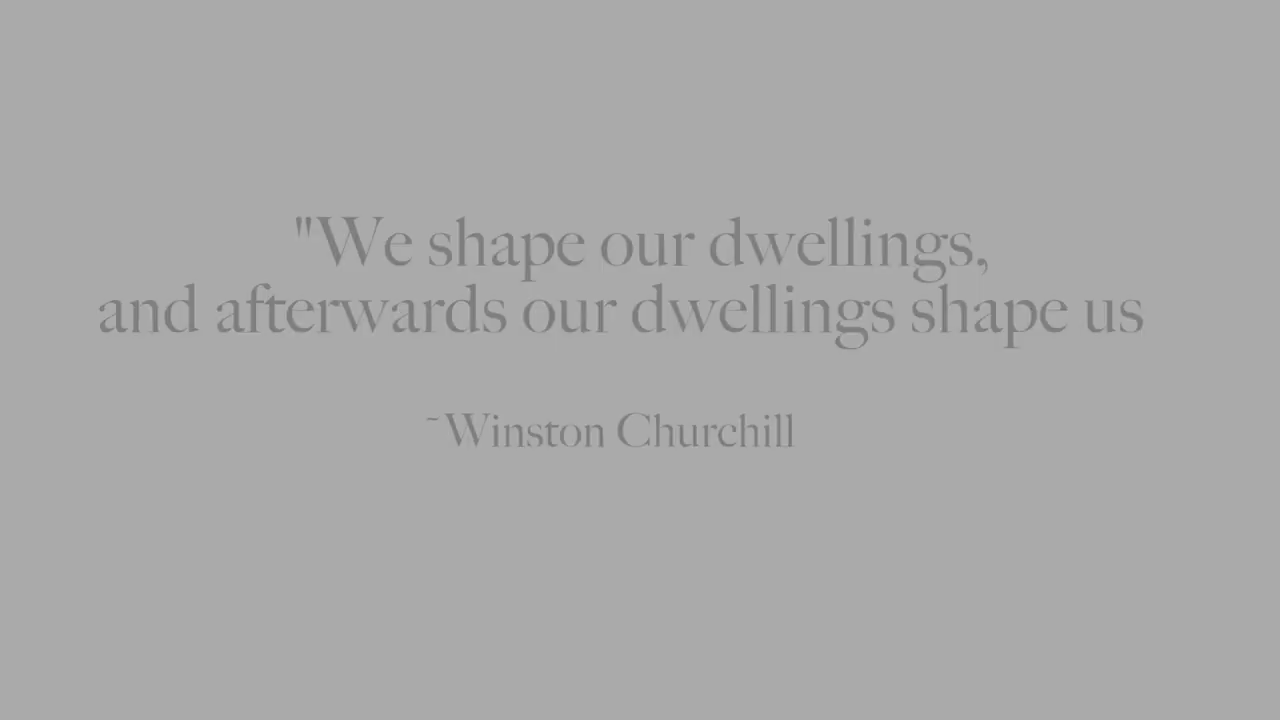 "We shape our dwellings,
and afterwards our dwellings shape us
~Winston Churchill